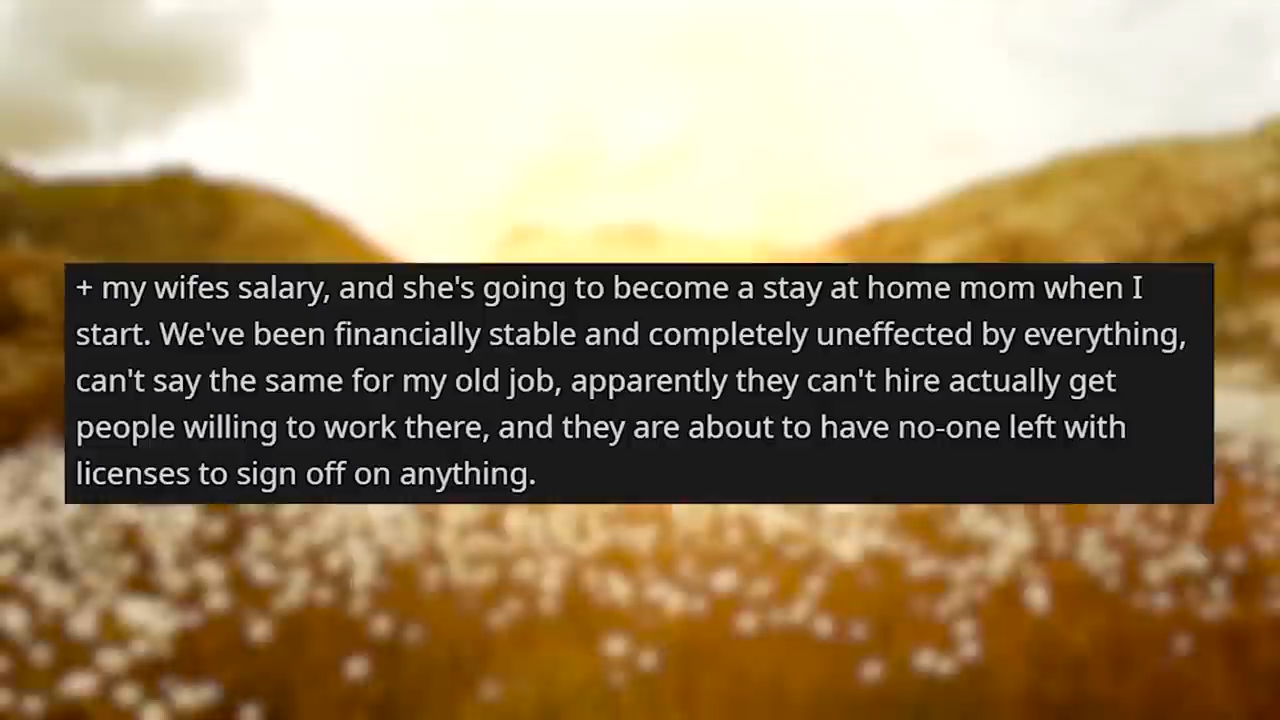 + my wifes salary, and she's going to become a stay at home mom when I
start. We've been financially stable and completely uneffected by everything,
can't say the same for my old job, apparently they can't hire actually get
people willing to work there, and they are about to have no-one left with
licenses to sign off on anything.